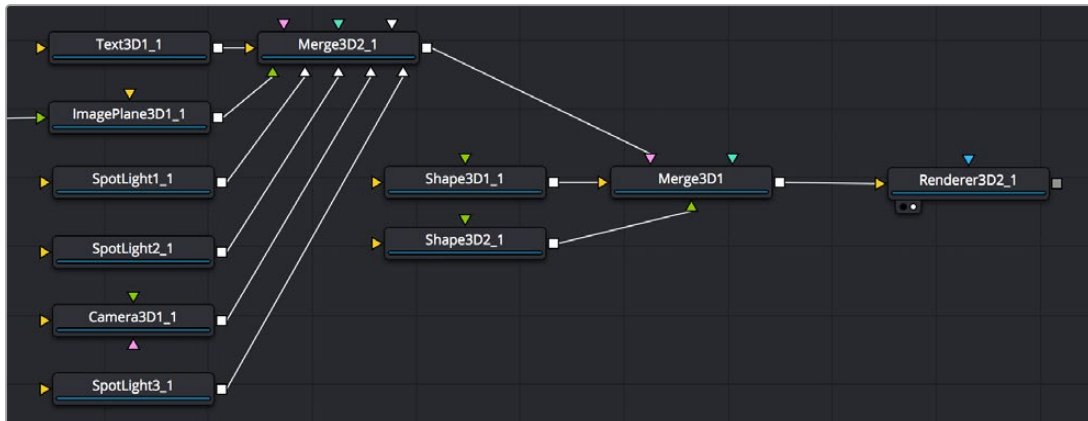 Text3D1_1
Merge3D2_1
ImagePlane3D1_1
SpotLight1_1
Shape3D1_1
Merge3D1
Renderer3D2_1
Shape3D2_1
SpotLight2_1
Camera3D1_1
SpotLight3_1